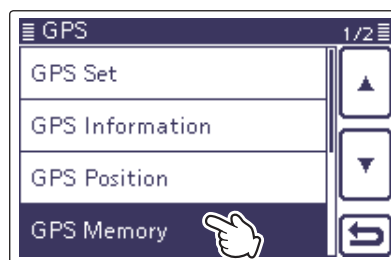 GPS
1/2
GPS Set
GPS Information
GPS Position
GPS Memory